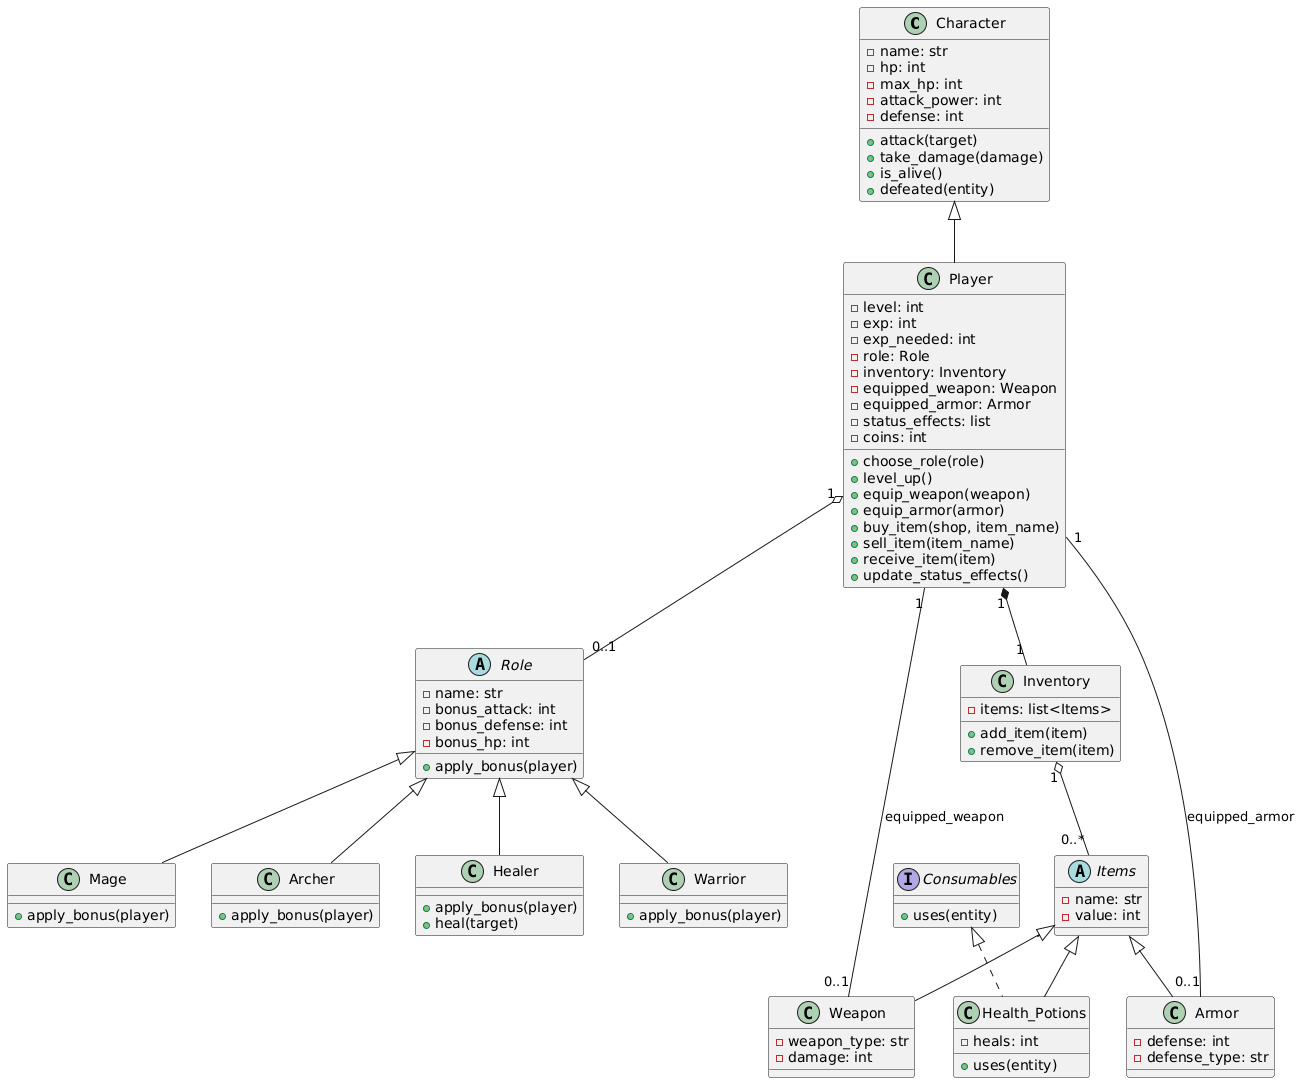 C Character
name: str
hp: int
max_hp: int
attack_power: int
defense: int
attack(target)
take_damage(damage)
is_alive()
defeated(entity)
C Player
level: int
exp: int
exp_needed: int
role: Role
inventory: Inventory
equipped_weapon: Weapon
equipped_armor: Armor
status_effects: list
coins: int
choose_role(role)
level_up()
equip_weapon(weapon)
equip_armor(armor)
buy_item(shop, item_name)
sell_item(item_name)
receive_item(item)
update_status_effects()
1
1
1
1
0..1
1
A Role
name: str
bonus_attack: int
bonus_defense: int
bonus_hp: int
apply_bonus(player)
C Inventory
items: list<Items>
add_item(item)
remove_item(item)
1
equipped_weapon
equipped_armor
0..*
C Mage
apply_bonus(player)
C Archer
apply_bonus(player)
C Healer
apply_bonus(player)
heal(target)
C Warrior
apply_bonus(player)
I Consumables
uses(entity)
A Items
name: str
value: int
0..1
0..1
C Weapon
weapon_type: str
damage: int
C Health_Potions
heals: int
uses(entity)
C Armor
defense: int
defense_type: str